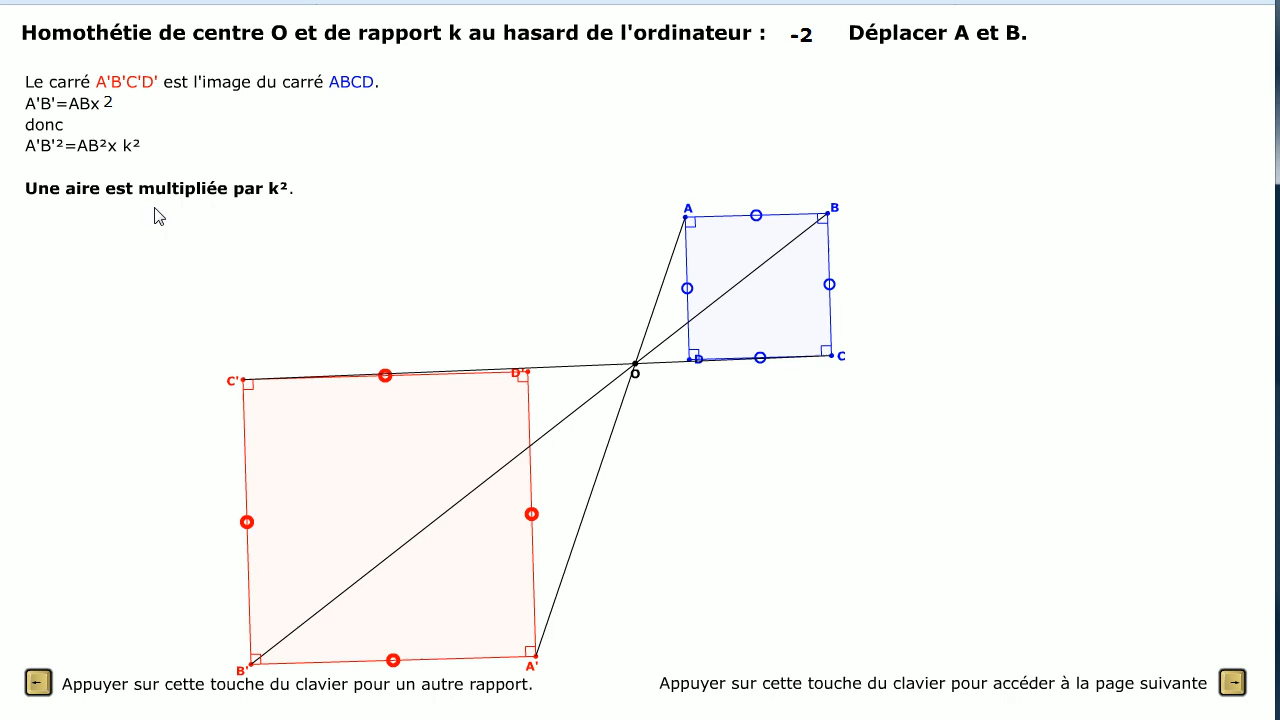 Homothétie de centre O et de rapport k au hasard de l'ordinateur : -2 Déplacer A et B.
Le carré A'B'C'D' est l'image du carré ABCD.
A'B'=ABx 2
donc
A'B'²=AB²x k²
Une aire est multipliée par k².
A
B
D
C
O
C'
D'
B'
A'
Appuyer sur cette touche du clavier pour un autre rapport.
Appuyer sur cette touche du clavier pour accéder à la page suivante